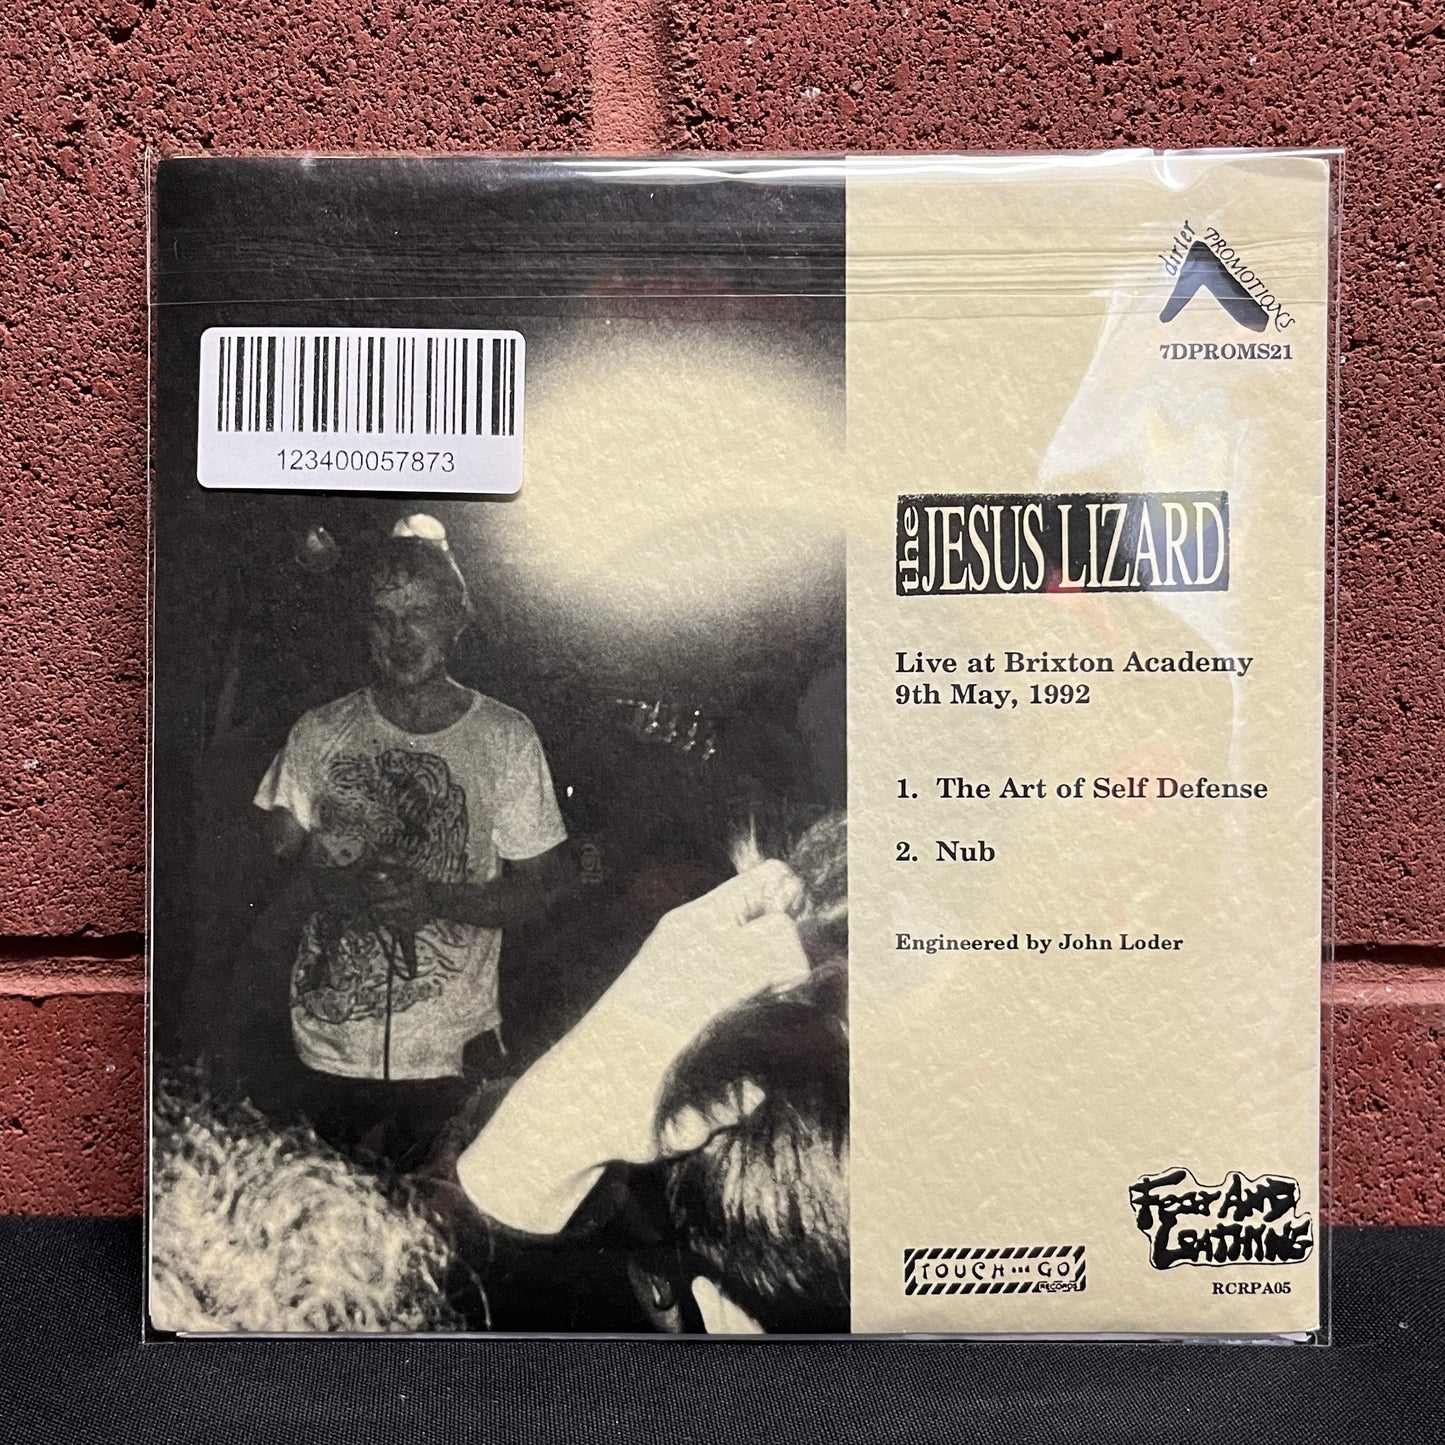 dirter PROMOTIONS
7DPROMS21
123400057873
the JESUS LIZARD
Live at Brixton Academy
9th May, 1992
1. The Art of Self Defense
2. Nub
Engineered by John Loder
FEAR AND
LOATHING
TOUCH AND GO
RECORDS
RCRPA05